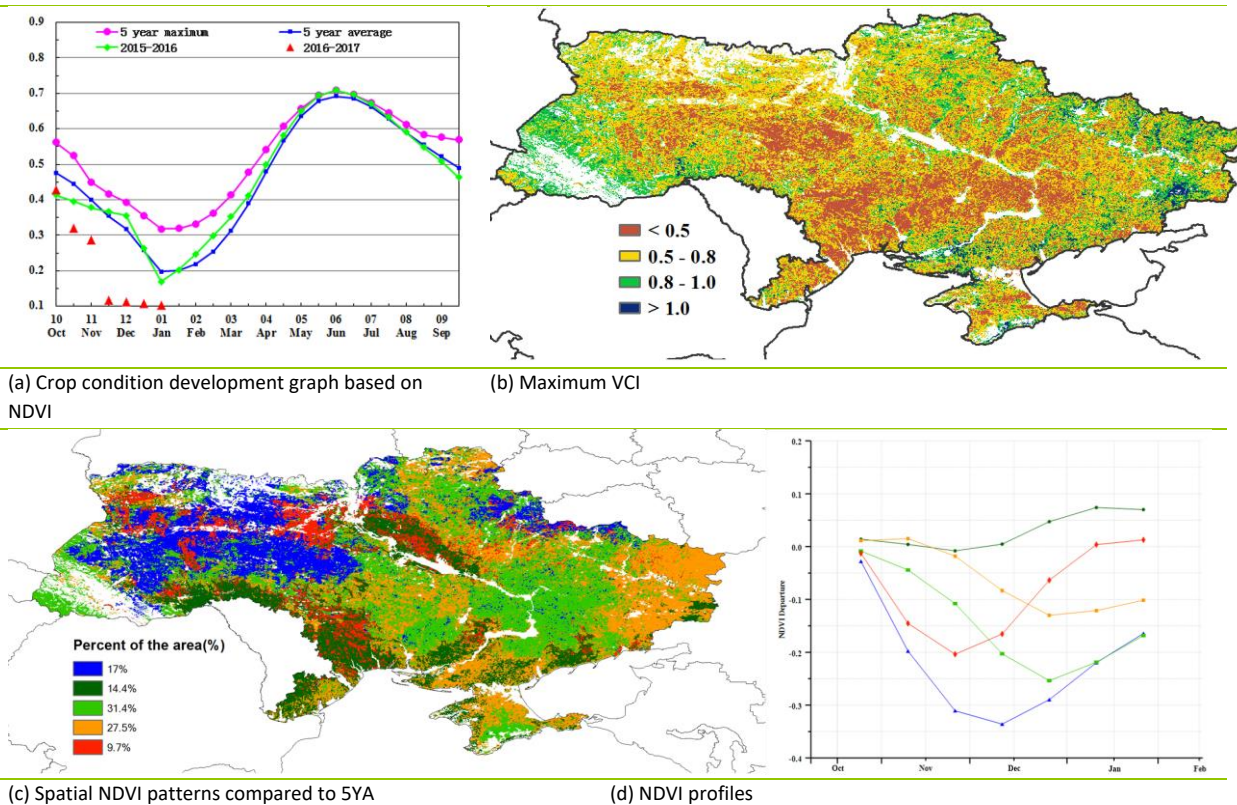 0.9
0.8
0.7
0.6
0.5
0.4
0.3
0.2
0.1
5 year maximum
5 year average
2015-2016
2016-2017
10 11 12 01 02 03 04 05 06 07 08 09
Oct Nov Dec Jan Feb Mar Apr May Jun Jul Aug Sep
< 0.5
0.5 - 0.8
0.8 - 1.0
> 1.0
(a) Crop condition development graph based on
NDVI
(b) Maximum VCI
Percent of the area(%)
17%
14.4%
31.4%
27.5%
9.7%
0.2
0.1
0.0
-0.1
-0.2
-0.3
-0.4
NDVI Departure
Oct Nov Dec Jan Feb
(c) Spatial NDVI patterns compared to 5YA
(d) NDVI profiles